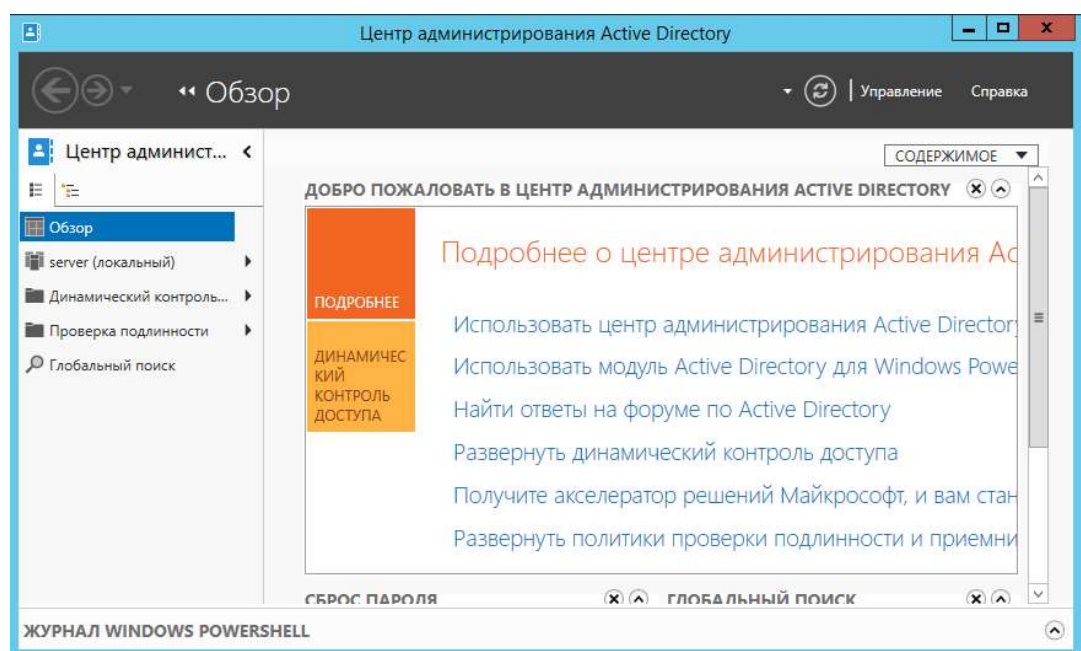 Центр администрирования Active Directory
Обзор
Управление Справка
Центр админист...
СОДЕРЖИМОЕ
Обзор
server (локальный)
Динамический контроль...
Проверка подлинности
Глобальный поиск
ДОБРО ПОЖАЛОВАТЬ В ЦЕНТР АДМИНИСТРИРОВАНИЯ ACTIVE DIRECTORY
ПОДРОБНЕЕ
ДИНАМИЧЕС
КИЙ
КОНТРОЛЬ
ДОСТУПА
Подробнее о центре администрирования Ac
Использовать центр администрирования Active Director
Использовать модуль Active Directory для Windows Powe
Найти ответы на форуме по Active Directory
Развернуть динамический контроль доступа
Получите акселератор решений Майкрософт, и вам стан
Развернуть политики проверки подлинности и приемни
СБРОС ПАРОЛЯ
ГЛОБАЛЬНЫЙ ПОИСК
ЖУРНАЛ WINDOWS POWERSHELL